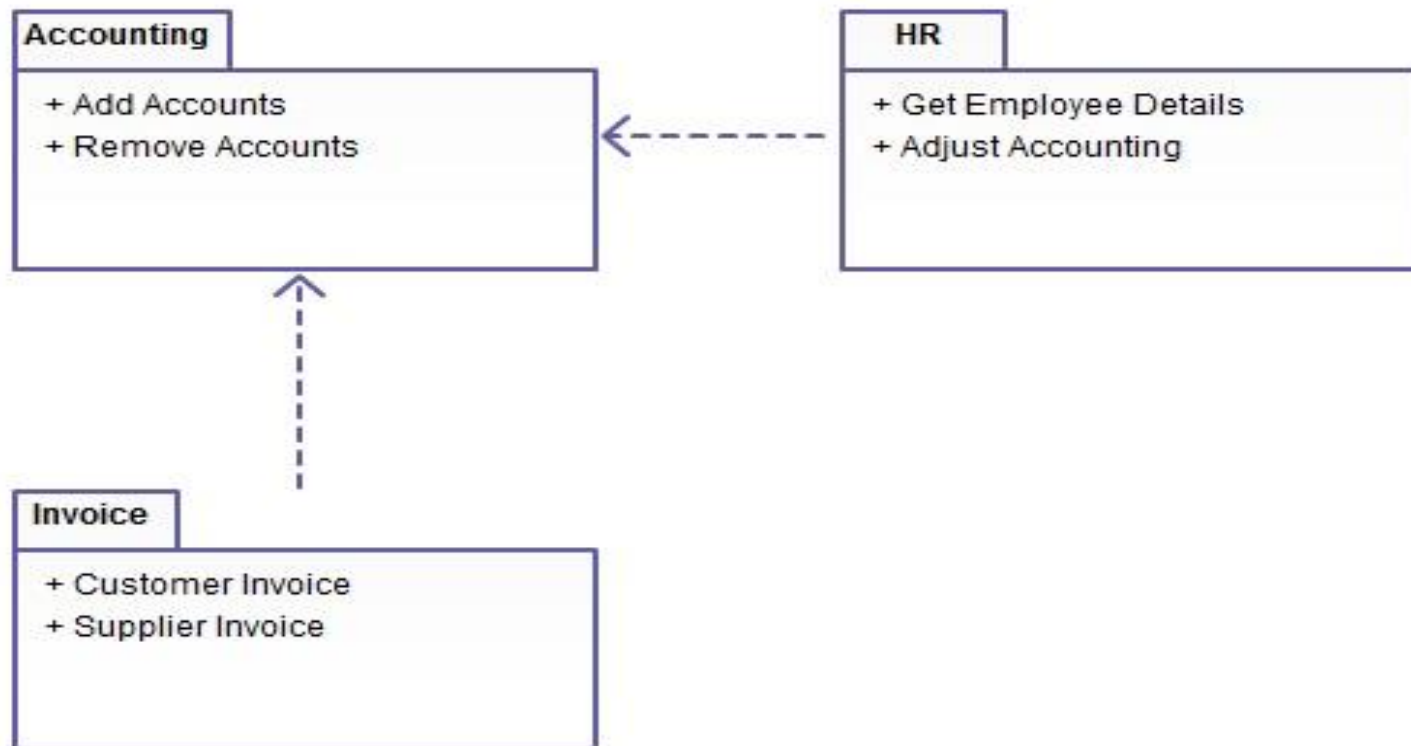 Accounting
+ Add Accounts
+ Remove Accounts
HR
+ Get Employee Details
+ Adjust Accounting
Invoice
+ Customer Invoice
+ Supplier Invoice